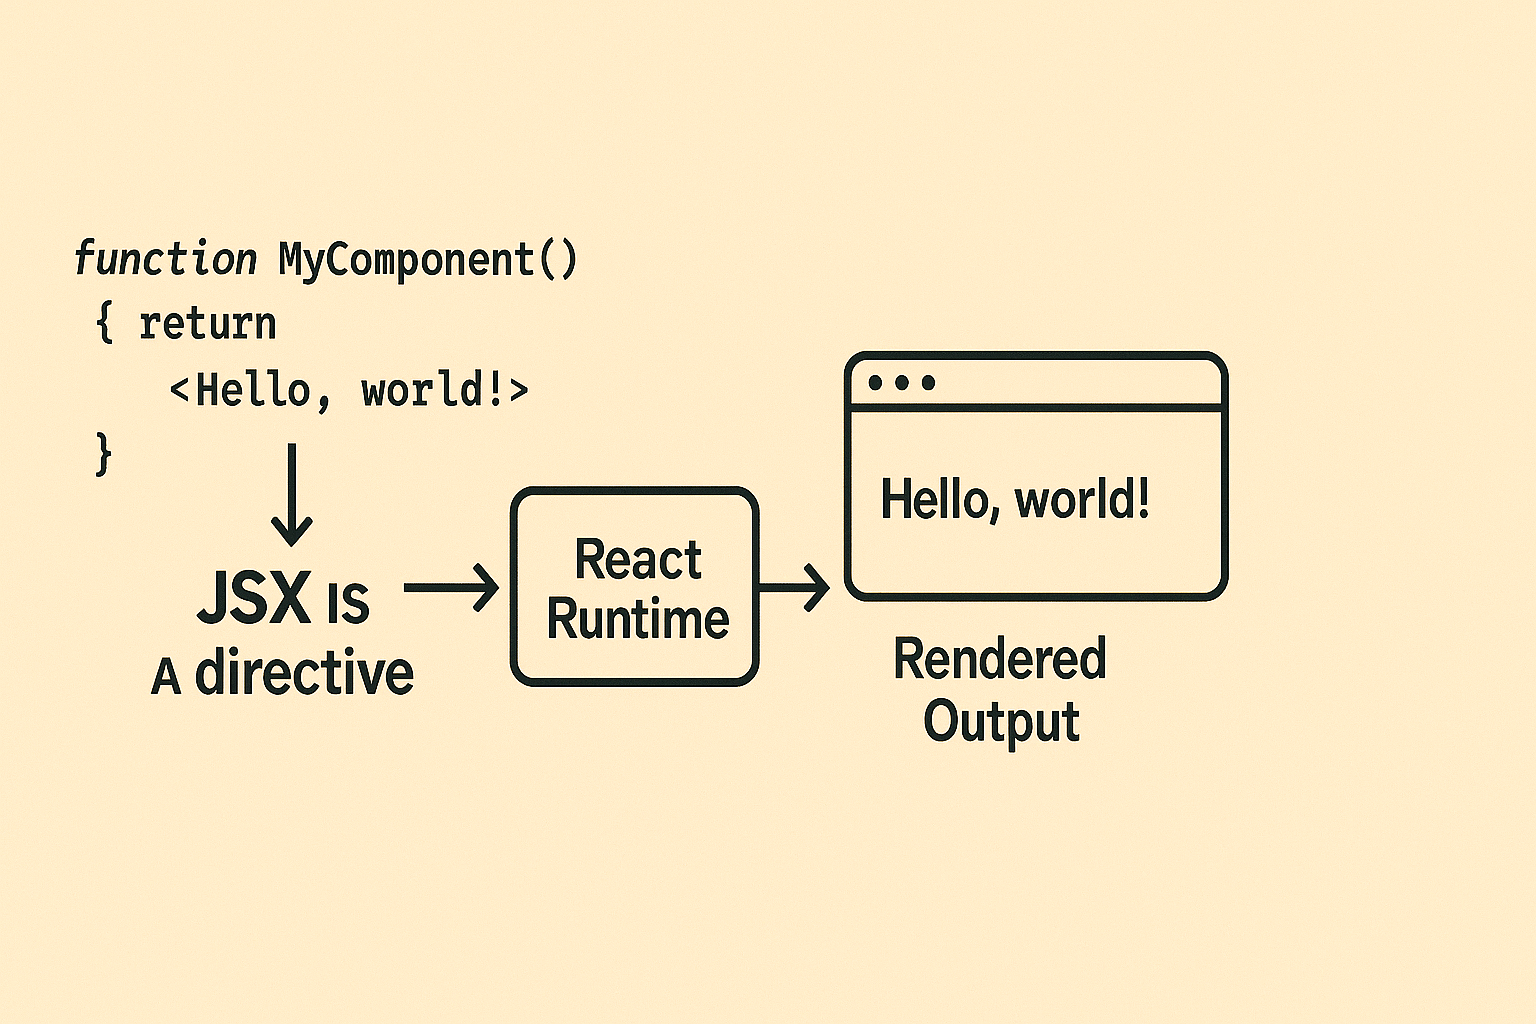 function MyComponent()
{ return
<Hello, world!>
}
JSX IS
A directive
React
Runtime
Hello, world!
Rendered
Output